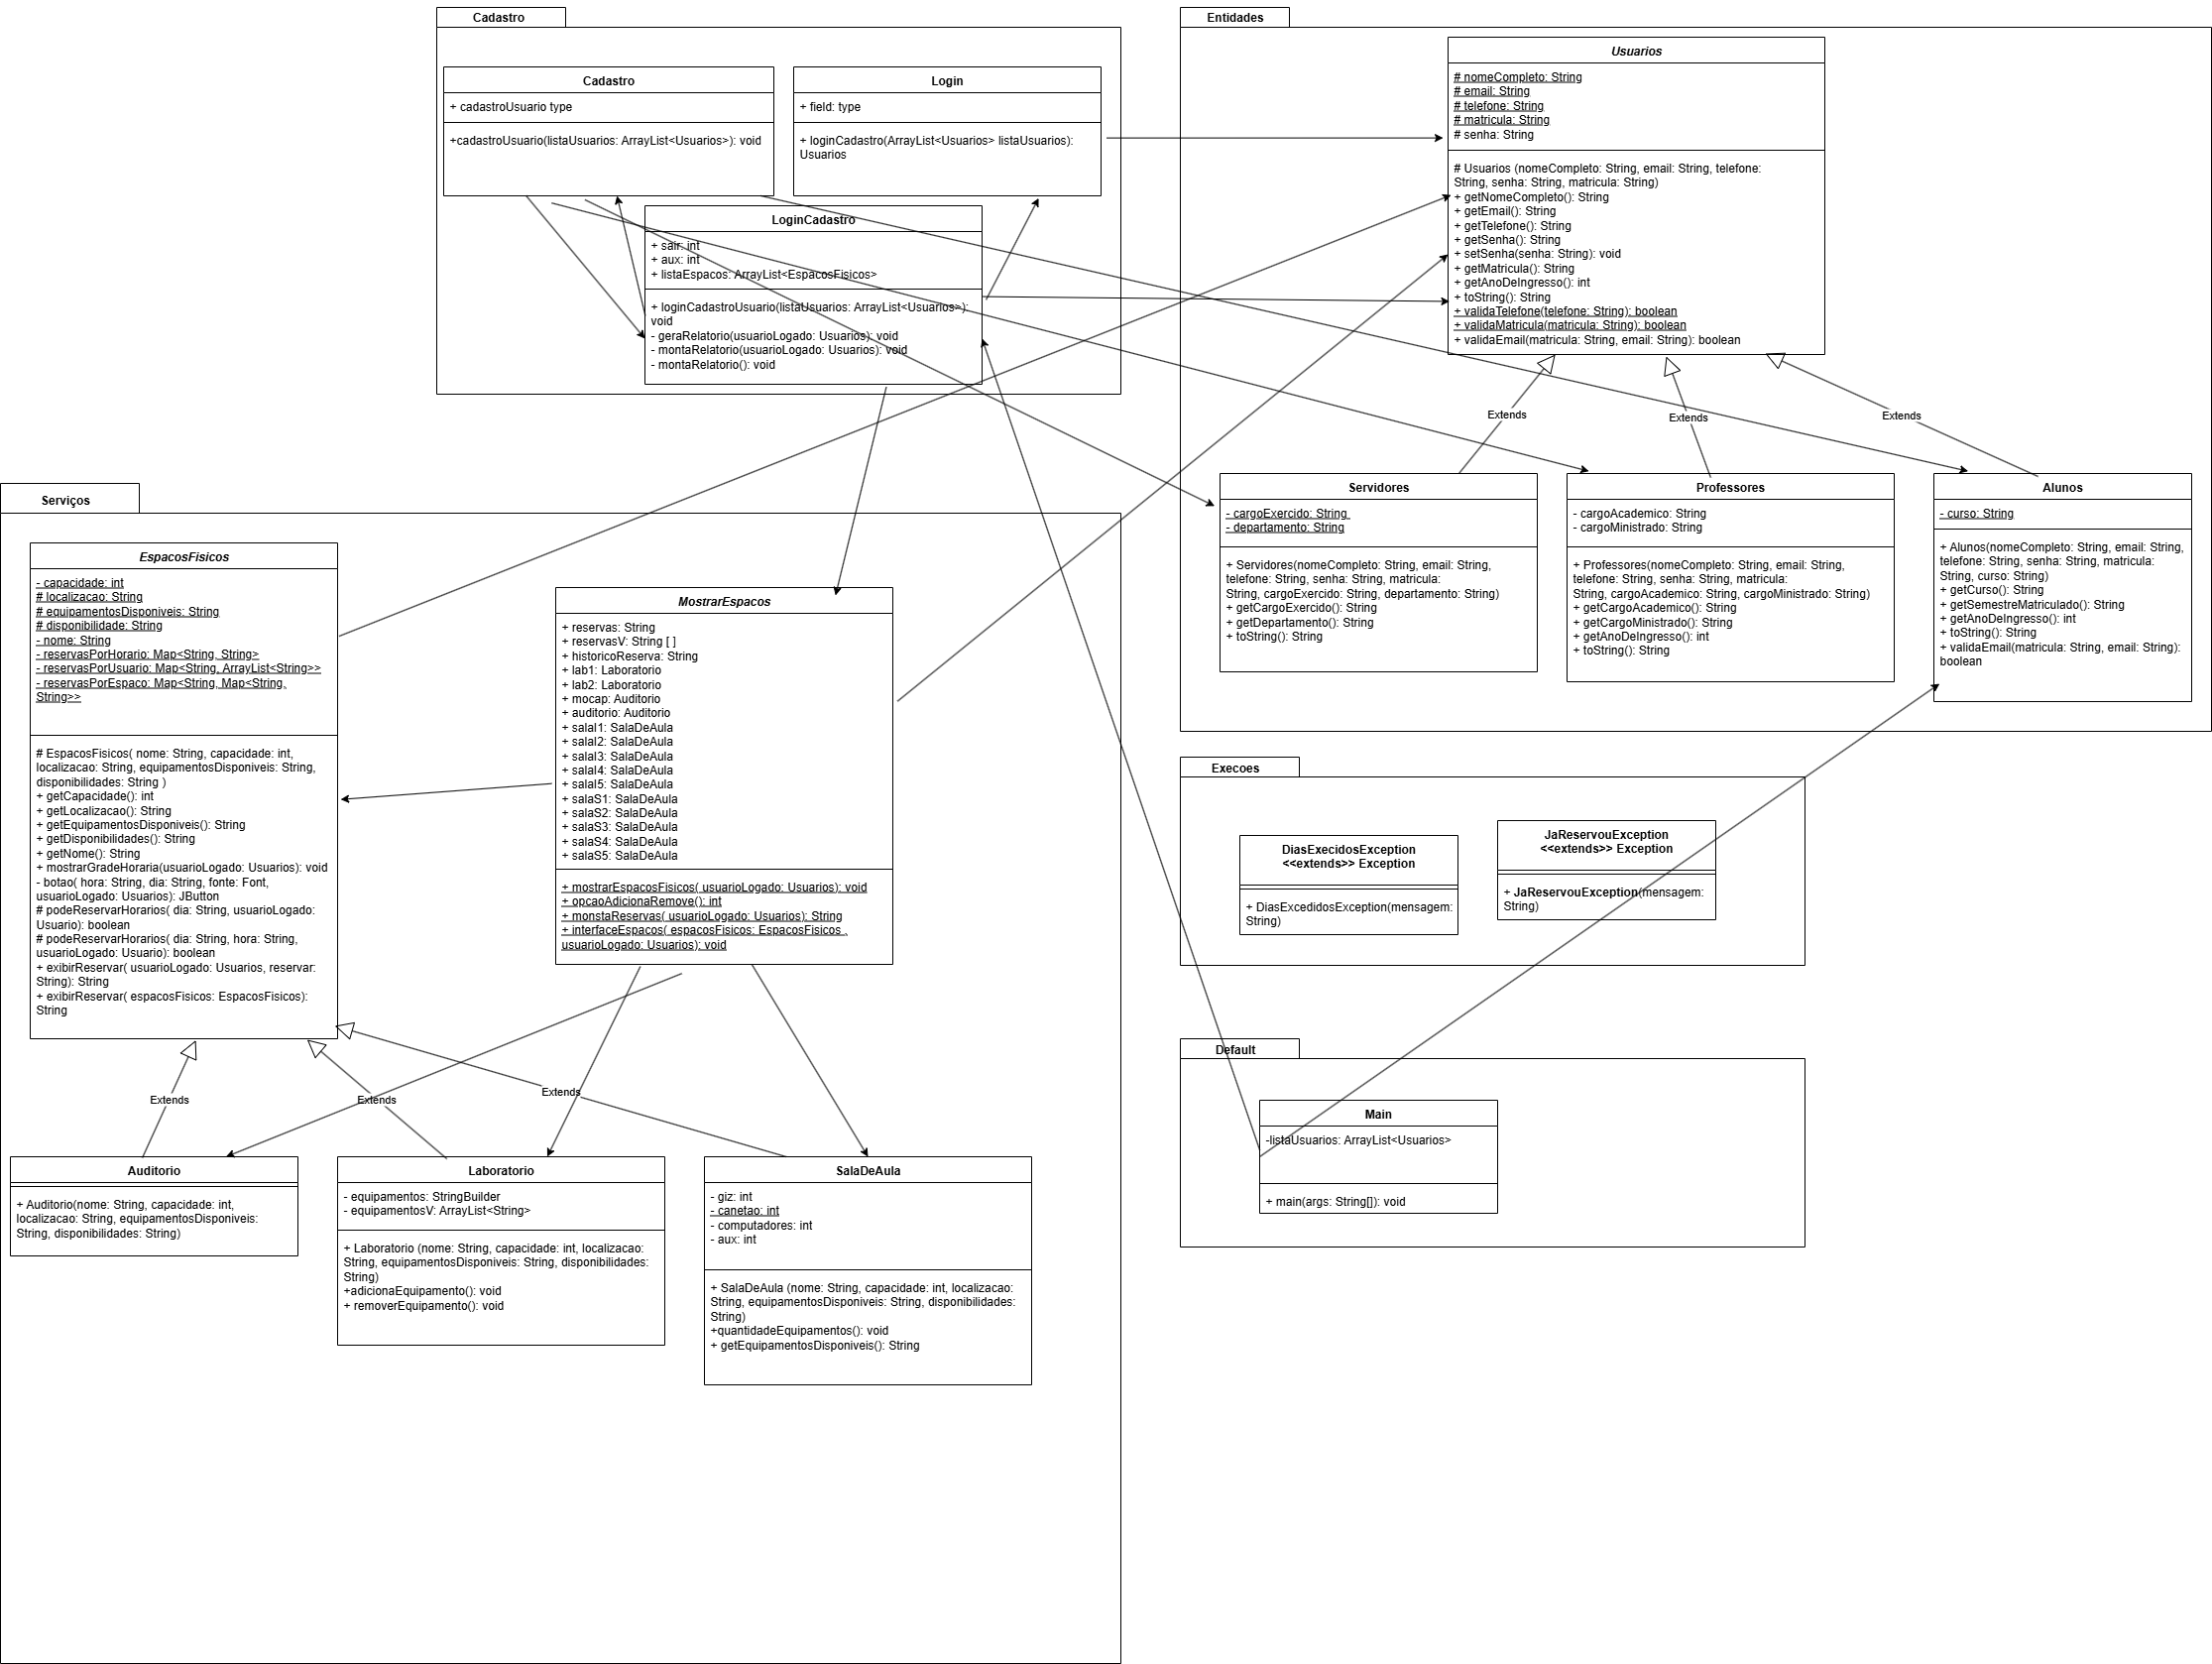 Cadastro
Cadastro
+ cadastroUsuario type
+cadastroUsuario(listaUsuarios: ArrayList<Usuarios>): void
Login
+ field: type
+ loginCadastro(ArrayList<Usuarios> listaUsuarios):
Usuarios
LoginCadastro
+ sair: int
+ aux: int
+ listaEspacos: ArrayList<EspacosFisicos>
+ loginCadastroUsuario(listaUsuarios: ArrayList<Usuarios>):
void
- geraRelatorio(usuarioLogado: Usuarios): void
- montaRelatorio(usuarioLogado: Usuarios): void
- montaRelatorio(): void
Entidades
Usuarios
# nomeCompleto: String
# email: String
# telefone: String
# matricula: String
# senha: String
# Usuarios (nomeCompleto: String, email: String, telefone:
String, senha: String, matricula: String)
+ getNomeCompleto(): String
+ getEmail(): String
+ getTelefone(): String
+ getSenha(): String
+ setSenha(senha: String): void
+ getMatricula(): String
+ getAnoDeIngresso(): int
+ toString(): String
+ validaTelefone(telefone: String): boolean
+ validaMatricula(matricula: String): boolean
+ validaEmail(matricula: String, email: String): boolean
Extends
Extends
Extends
Servidores
- cargoExercido: String
- departamento: String
+ Servidores(nomeCompleto: String, email: String,
telefone: String, senha: String, matricula:
String, cargoExercido: String, departamento: String)
+ getCargoExercido(): String
+ getDepartamento(): String
+ toString(): String
Professores
- cargoAcademico: String
- cargoMinistrado: String
+ Professores(nomeCompleto: String, email: String,
telefone: String, senha: String, matricula:
String, cargoAcademico: String, cargoMinistrado: String)
+ getCargoAcademico(): String
+ getCargoMinistrado(): String
+ getAnoDeIngresso(): int
+ toString(): String
Alunos
- curso: String
+ Alunos(nomeCompleto: String, email: String,
telefone: String, senha: String, matricula:
String, curso: String)
+ getCurso(): String
+ getSemestreMatriculado(): String
+ getAnoDeIngresso(): int
+ toString(): String
+ validaEmail(matricula: String, email: String):
boolean
Serviços
EspacosFisicos
- capacidade: int
# localizacao: String
# equipamentosDisponiveis: String
# disponibilidade: String
- nome: String
- reservasPorHorario: Map<String, String>
- reservasPorUsuario: Map<String, ArrayList<String>>
- reservasPorEspaco: Map<String, Map<String,
String>>
# EspacosFisicos( nome: String, capacidade: int,
localizacao: String, equipamentosDisponiveis: String,
disponibilidades: String )
+ getCapacidade(): int
+ getLocalizacao(): String
+ getEquipamentosDisponiveis(): String
+ getDisponibilidades(): String
+ getNome(): String
+ mostrarGradeHoraria(usuarioLogado: Usuarios): void
- botao( hora: String, dia: String, fonte: Font,
usuarioLogado: Usuarios): JButton
# podeReservarHorarios( dia: String, usuarioLogado:
Usuario): boolean
# podeReservarHorarios( dia: String, hora: String,
usuarioLogado: Usuario): boolean
+ exibirReservar( usuarioLogado: Usuarios, reservar:
String): String
+ exibirReservar( espacosFisicos: EspacosFisicos):
String
MostrarEspacos
+ reservas: String
+ reservasV: String [ ]
+ historicoReserva: String
+ lab1: Laboratorio
+ lab2: Laboratorio
+ mocap: Auditorio
+ auditorio: Auditorio
+ salaI1: SalaDeAula
+ salaI2: SalaDeAula
+ salaI3: SalaDeAula
+ salaI4: SalaDeAula
+ salaI5: SalaDeAula
+ salaS1: SalaDeAula
+ salaS2: SalaDeAula
+ salaS3: SalaDeAula
+ salaS4: SalaDeAula
+ salaS5: SalaDeAula
+ mostrarEspacosFisicos( usuarioLogado: Usuarios): void
+ opcaoAdicionaRemove(): int
+ monstaReservas( usuarioLogado: Usuarios): String
+ interfaceEspacos( espacosFisicos: EspacosFisicos ,
usuarioLogado: Usuarios): void
Extends
Extends
Extends
Auditorio
+ Auditorio(nome: String, capacidade: int,
localizacao: String, equipamentosDisponiveis:
String, disponibilidades: String)
Laboratorio
- equipamentos: StringBuilder
- equipamentosV: ArrayList<String>
+ Laboratorio (nome: String, capacidade: int, localizacao:
String, equipamentosDisponiveis: String, disponibilidades:
String)
+adicionaEquipamento(): void
+ removerEquipamento(): void
SalaDeAula
- giz: int
- canetao: int
- computadores: int
- aux: int
+ SalaDeAula (nome: String, capacidade: int, localizacao:
String, equipamentosDisponiveis: String, disponibilidades:
String)
+quantidadeEquipamentos(): void
+ getEquipamentosDisponiveis(): String
Execoes
DiasExecidosException
<<extends>> Exception
+ DiasExcedidosException(mensagem:
String)
JaReservouException
<<extends>> Exception
+ JaReservouException(mensagem:
String)
Default
Main
-listaUsuarios: ArrayList<Usuarios>
+ main(args: String[]): void